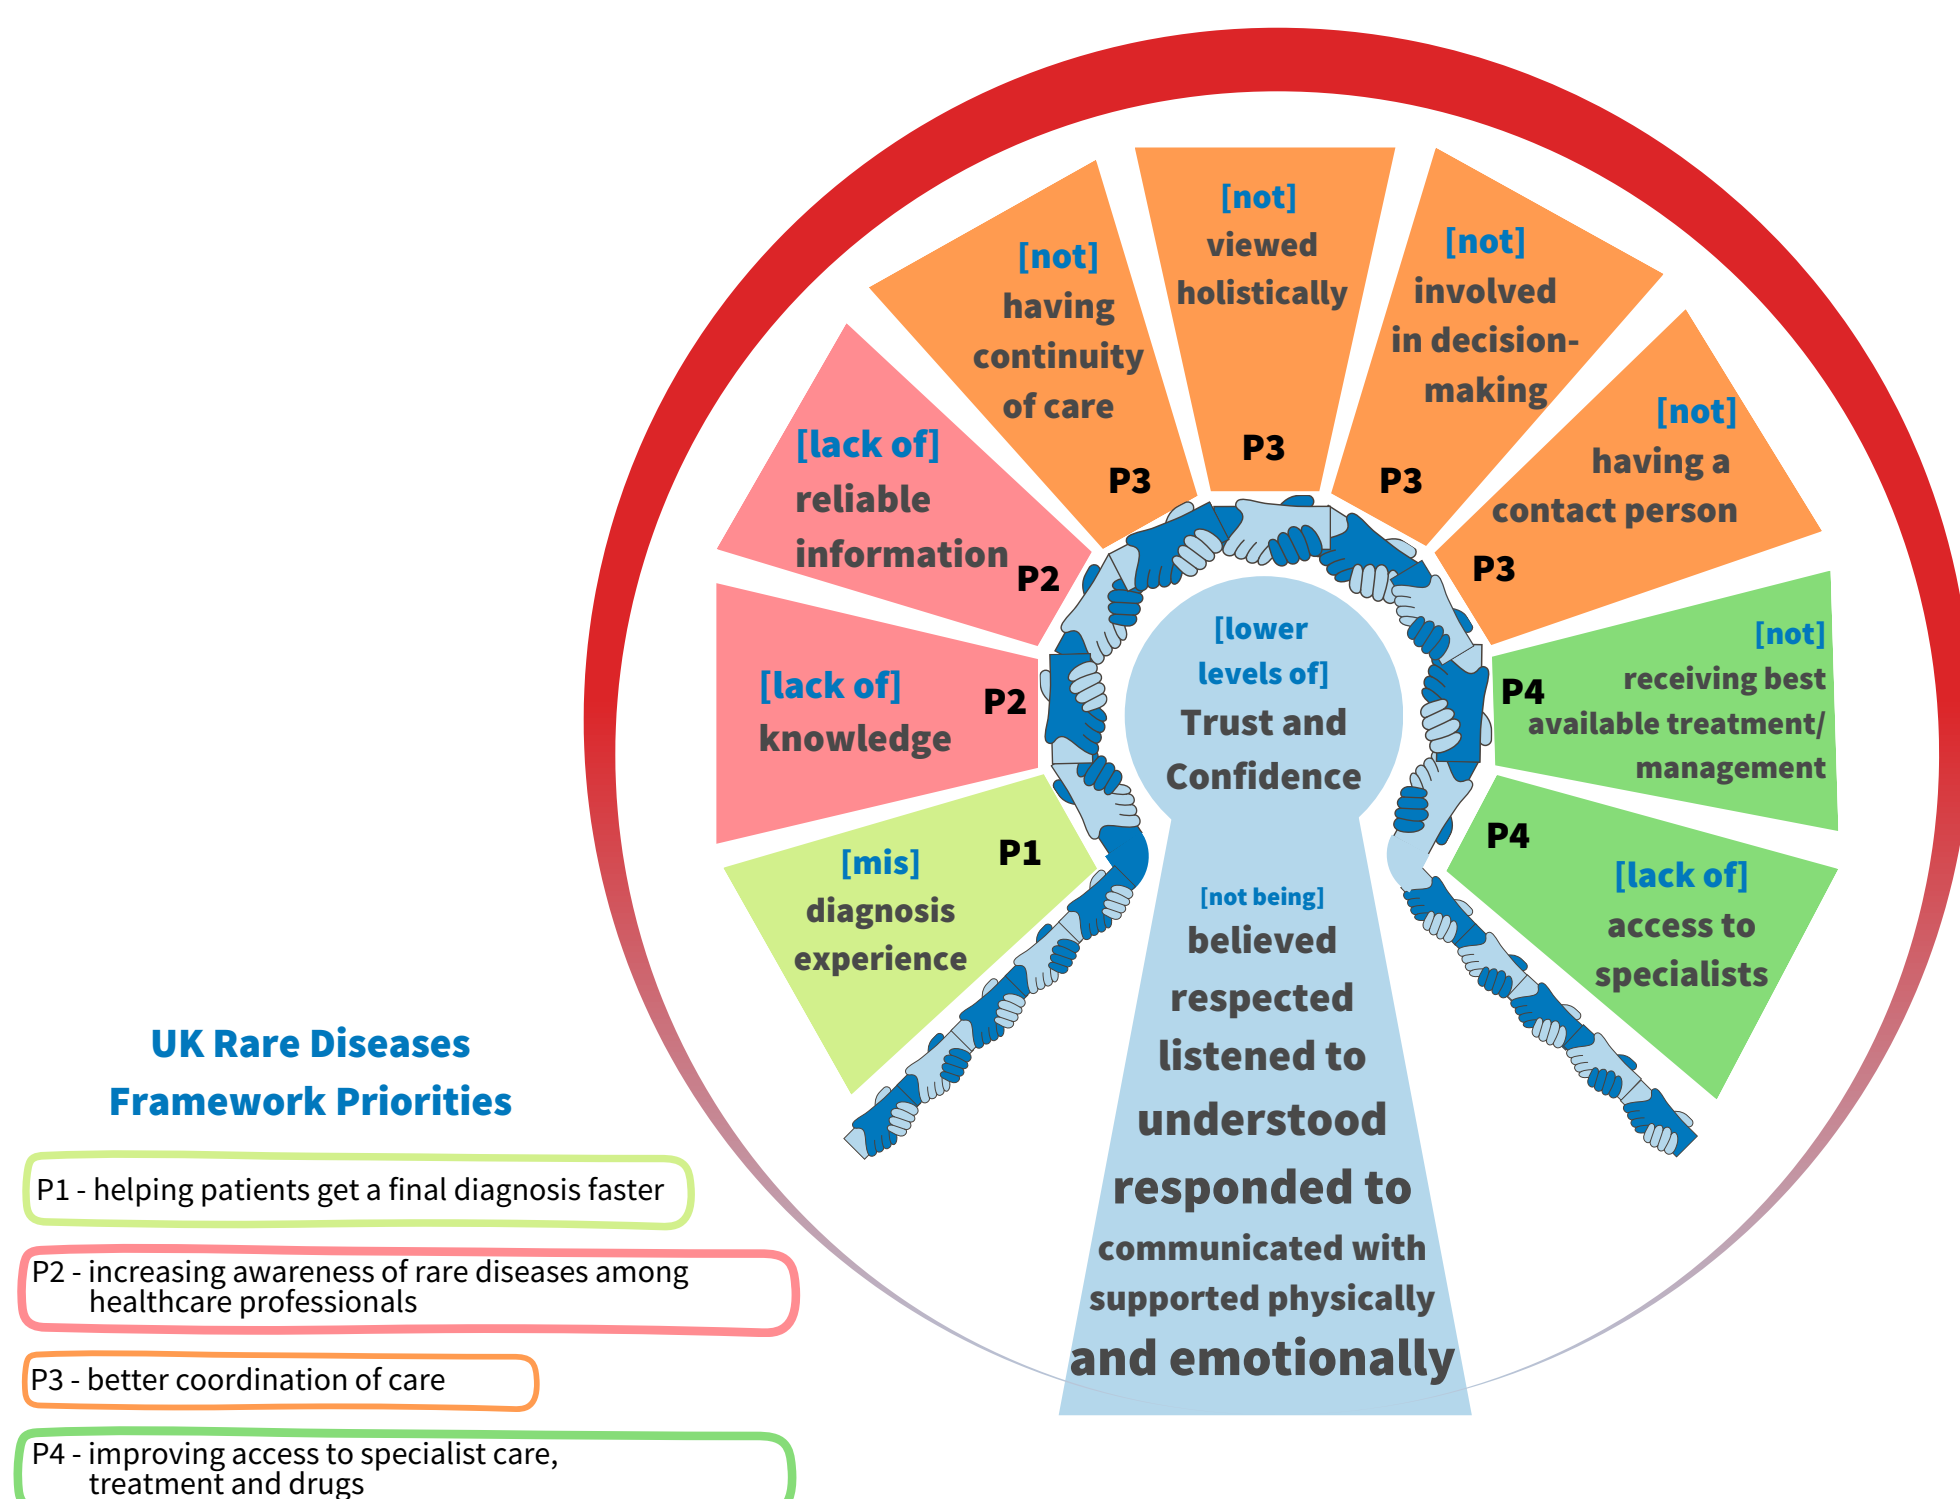 [mis]
diagnosis
experience
P1
[lack of]
knowledge
P2
[lack of]
reliable
information
P2
[not]
having
continuity
of care
P3
[not]
viewed
holistically
P3
[not]
involved
in decision-
making
P3
[not]
having a
contact person
P3
[not]
receiving best
available treatment/
management
P4
[lack of]
access to
specialists
P4
[lower
levels of]
Trust and
Confidence
[not being]
believed
respected
listened to
understood
responded to
communicated with
supported physically
and emotionally
UK Rare Diseases
Framework Priorities
P1 - helping patients get a final diagnosis faster
P2 - increasing awareness of rare diseases among
healthcare professionals
P3 - better coordination of care
P4 - improving access to specialist care,
treatment and drugs